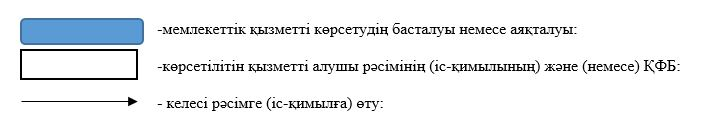 -мемлекеттік қызметті көрсетудің басталуы немесе аяқталуы:
-көрсетілітін қызметті алушы рәсімінің (іс-қимылының) және (немесе) ҚФБ:
- келесі рәсімге (іс-қимылға) өту: